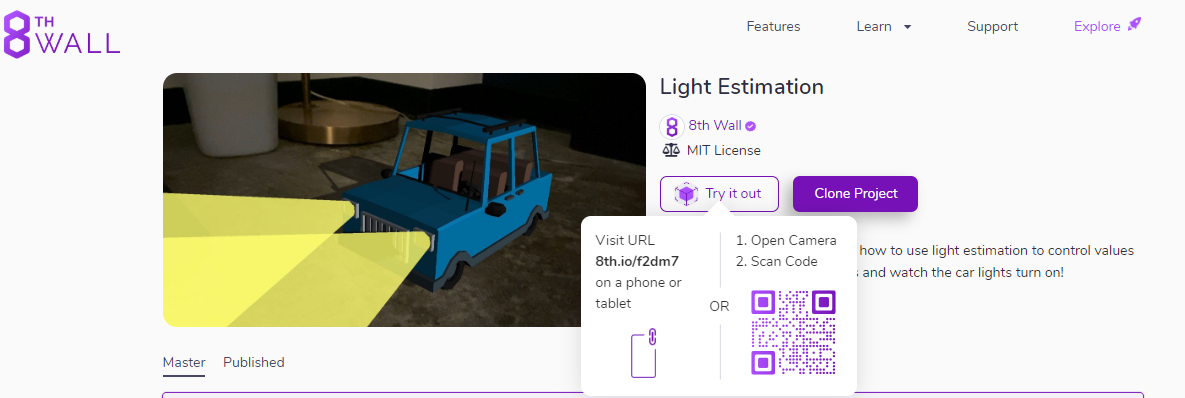 8TH WALL
Features
Learn
Support
Explore
Light Estimation
8th Wall
MIT License
Try it out
Clone Project
how to use light estimation to control values
and watch the car lights turn on!
Visit URL
8th.io/f2dm7
on a phone or
tablet
OR
1. Open Camera
2. Scan Code
Master
Published